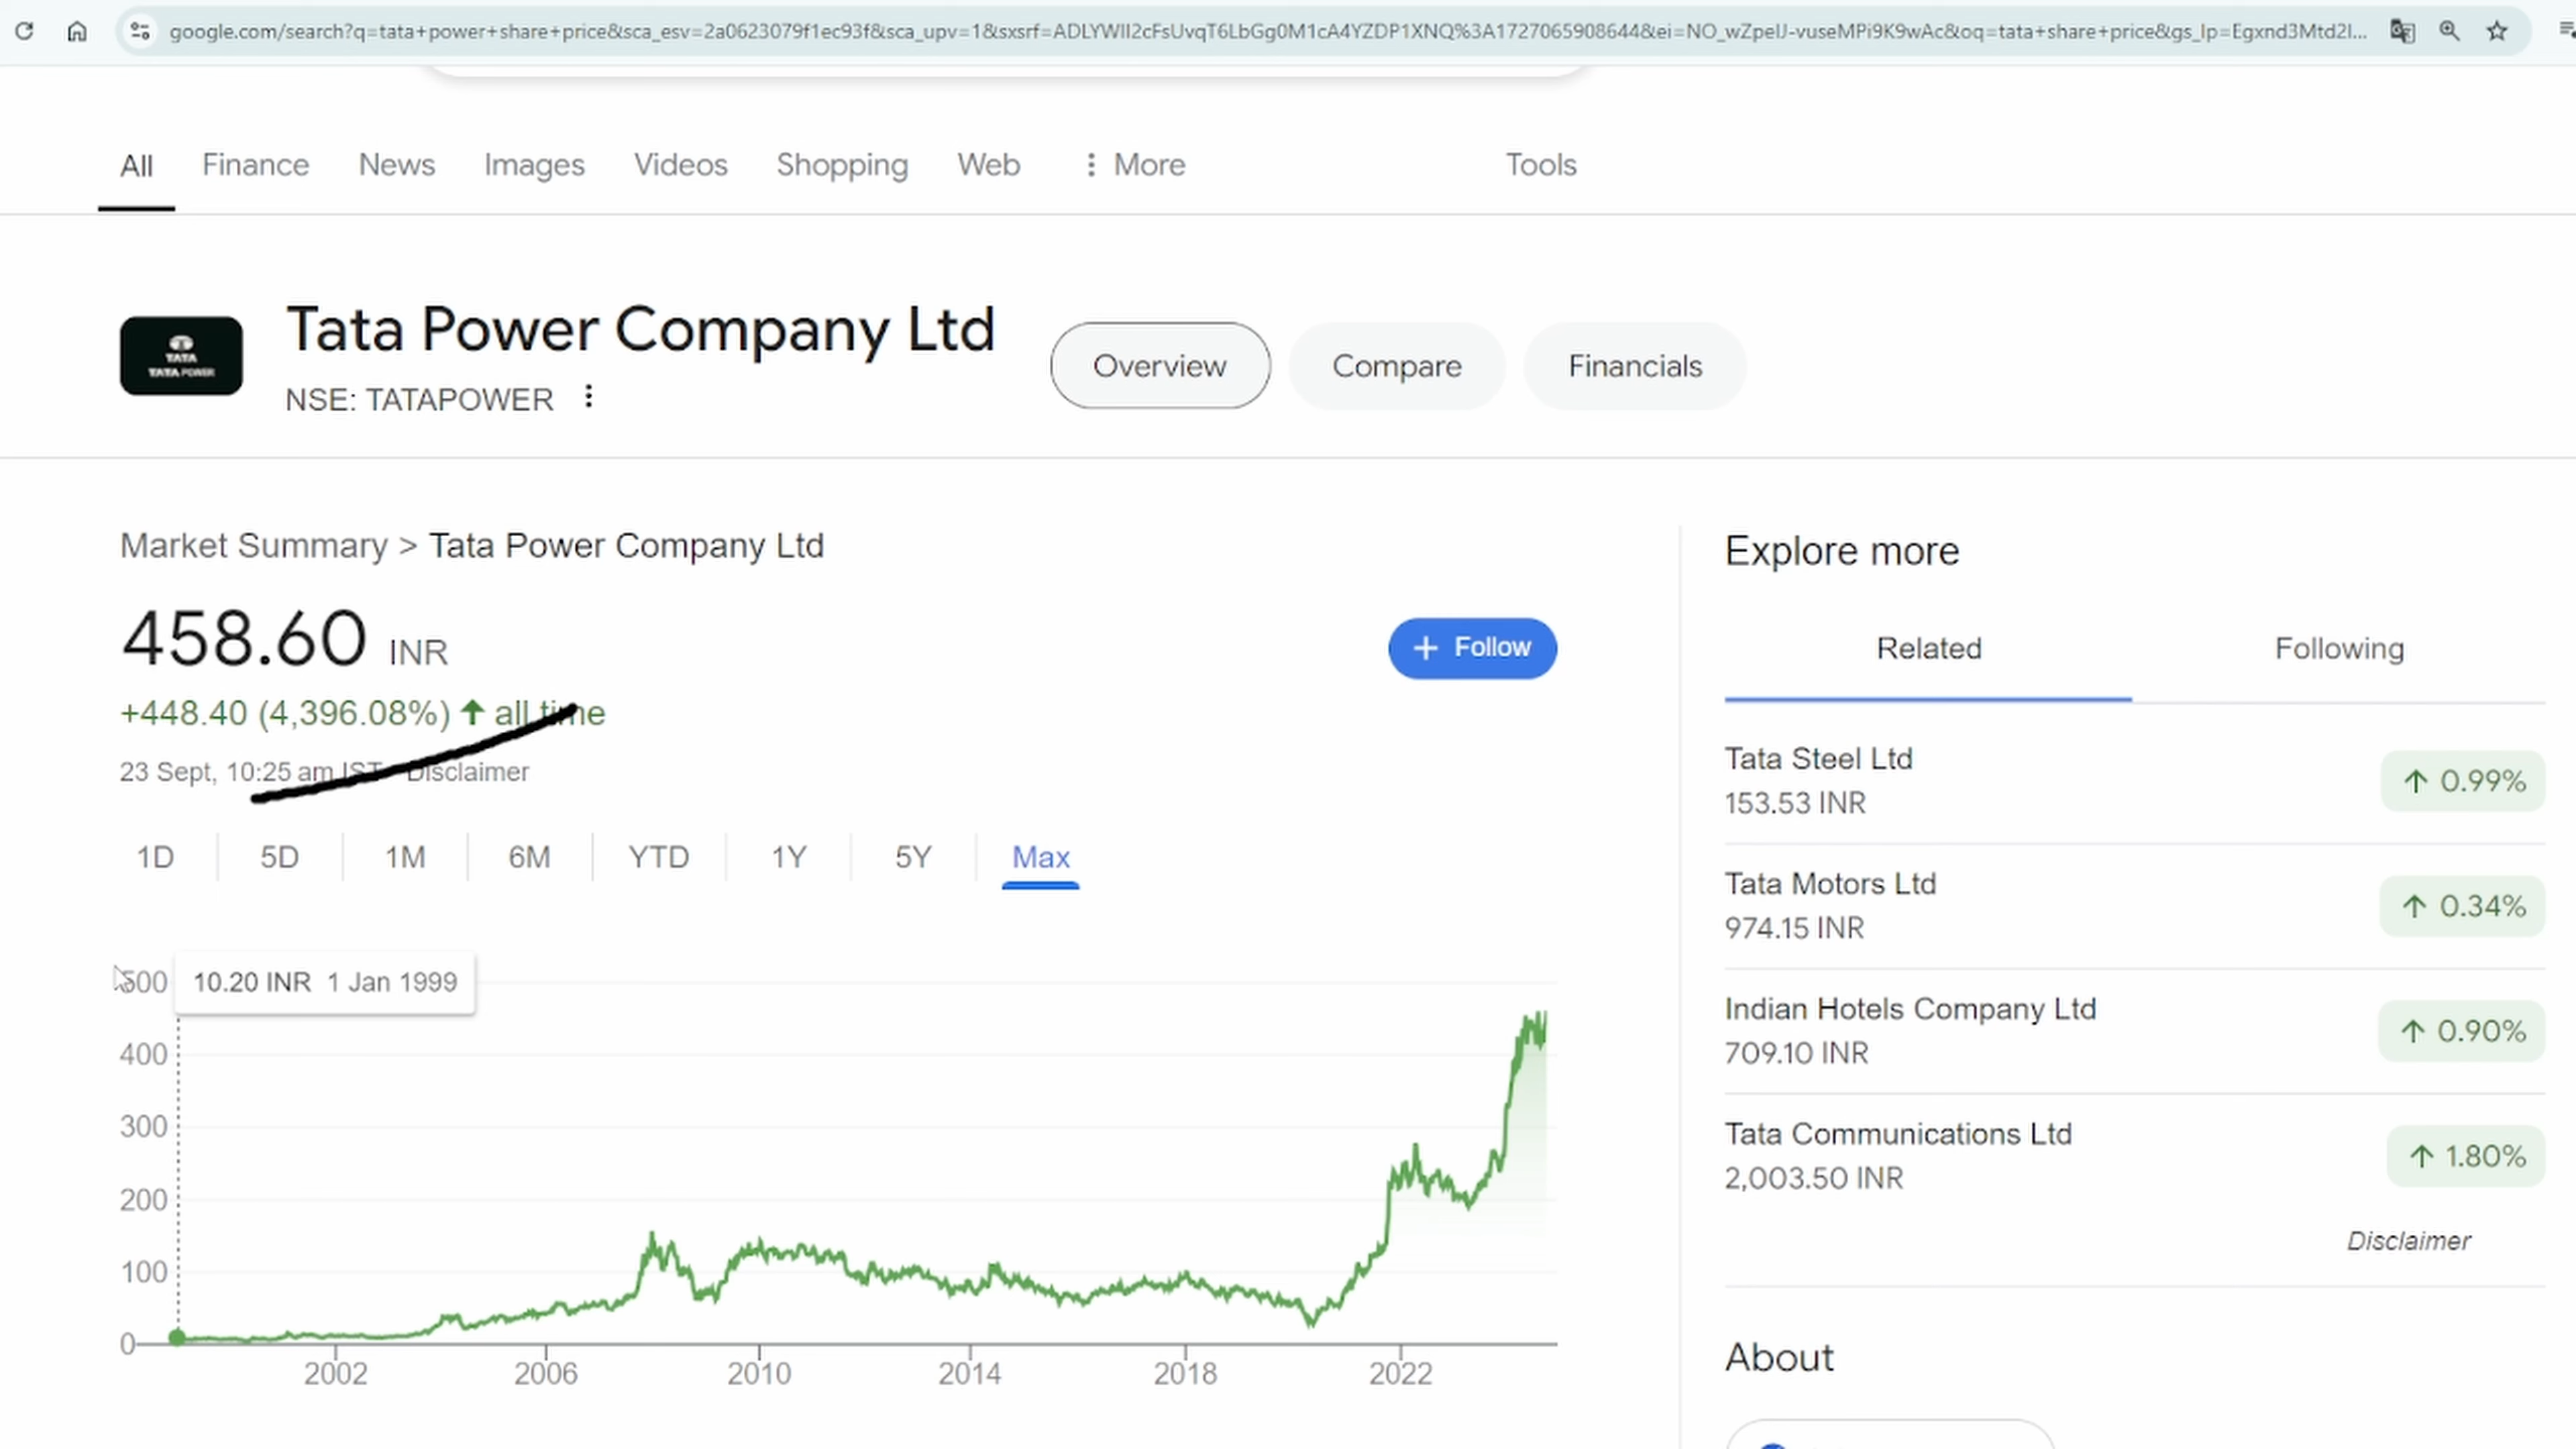 google.com/search?q=tata+power+share+price&sca_esv=2a0623079f1ec93f&sca_upv=1&sxsrf=ADLYWIl2cFsUvqT6LbGg0M1cA4YZDP1XNQ%3A1727065908644&ei=NO_wZpeIJ-vuseMPi9K9wAc&oq=tata+share+price&gs_lp=Egxnd3Mtd2l...
All Finance News Images Videos Shopping Web More Tools
TATA
TATA POWER
Tata Power Company Ltd
NSE: TATAPOWER
Overview Compare Financials
Market Summary > Tata Power Company Ltd
458.60 INR
+ Follow
+448.40 (4,396.08%) ↑ all time
23 Sept, 10:25 am IST • Disclaimer
1D 5D 1M 6M YTD 1Y 5Y Max
10.20 INR 1 Jan 1999
500
400
300
200
100
0
2002 2006 2010 2014 2018 2022
Explore more
Related Following
Tata Steel Ltd
153.53 INR
↑ 0.99%
Tata Motors Ltd
974.15 INR
↑ 0.34%
Indian Hotels Company Ltd
709.10 INR
↑ 0.90%
Tata Communications Ltd
2,003.50 INR
↑ 1.80%
Disclaimer
About